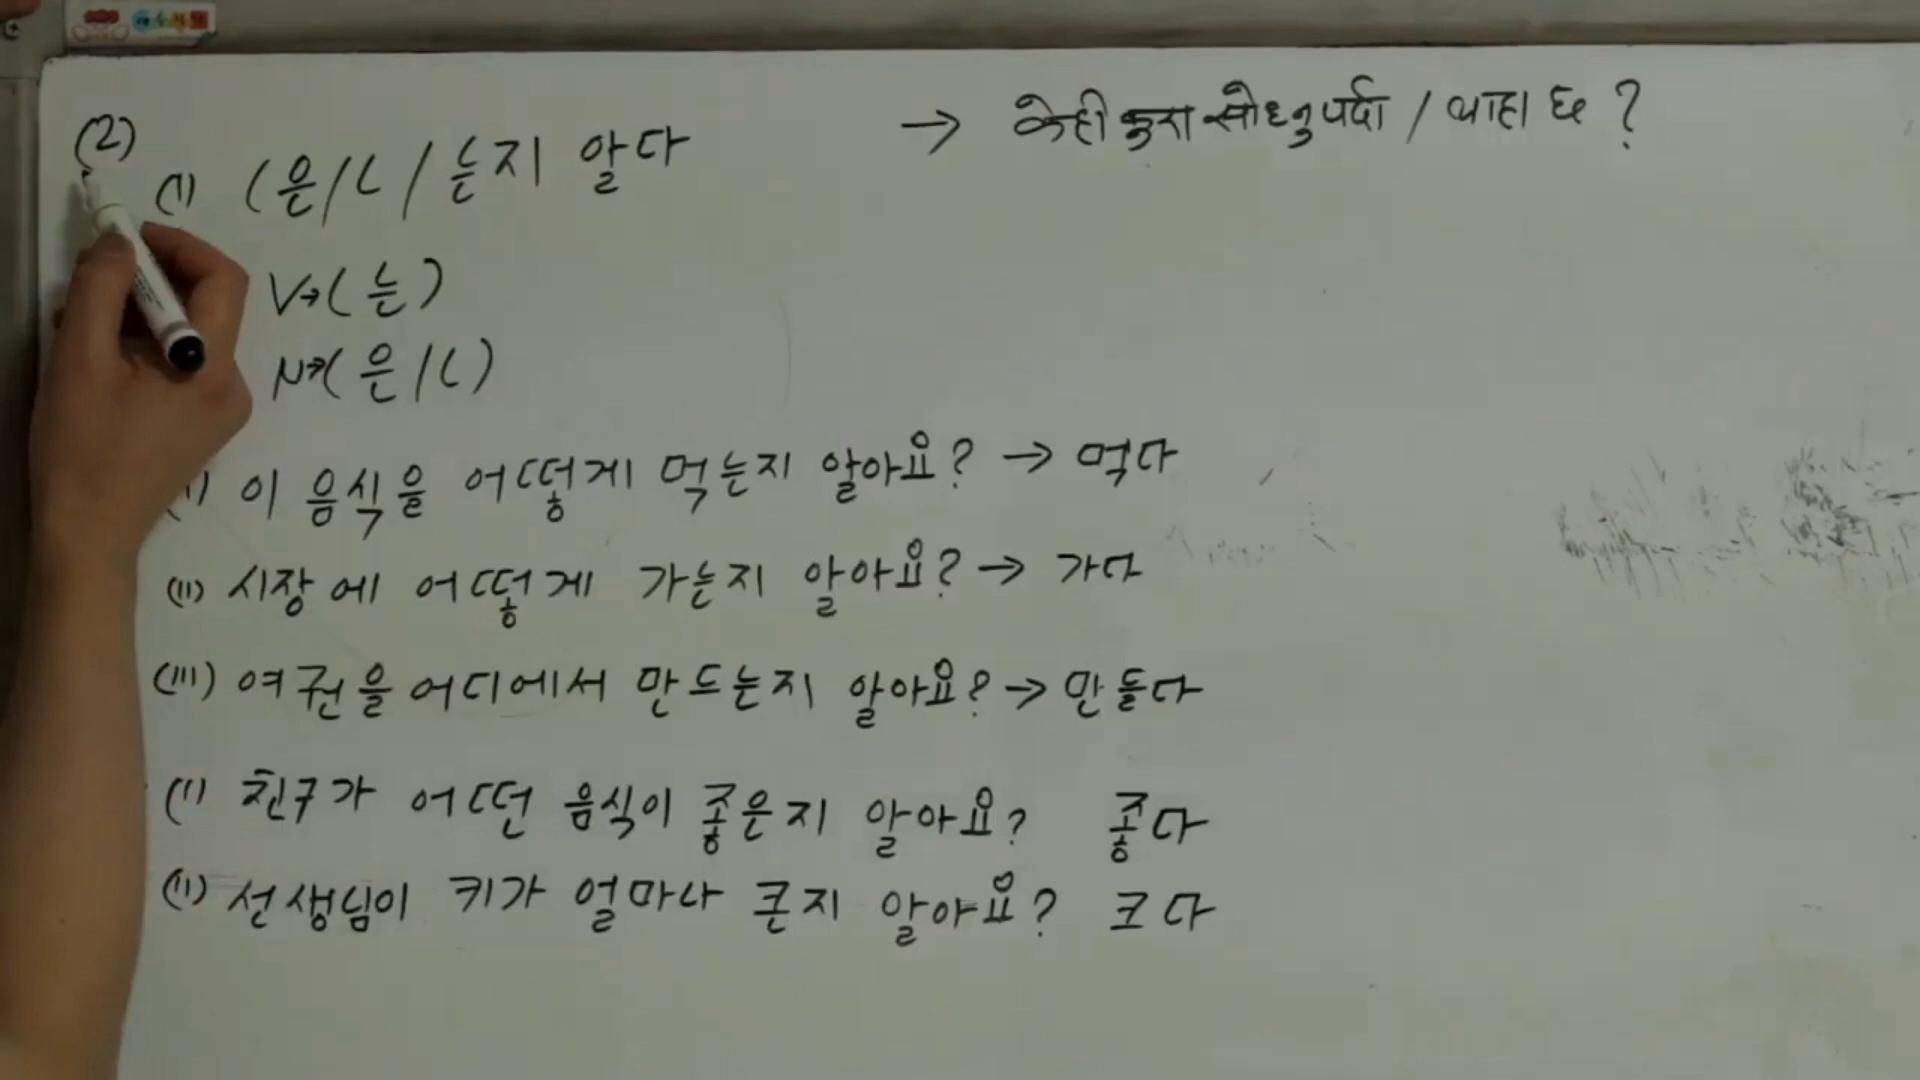 (2)
(1) (은/ㄴ/는지 알다 → केही कुरा सोध्नुपर्दा / थाहा छ ?
V→(는)
N→(은/ㄴ)
(i) 이 음식을 어떻게 먹는지 알아요? → 먹다
(ii) 시장에 어떻게 가는지 알아요? → 가다
(iii) 여권을 어디에서 만드는지 알아요? → 만들다
(i) 친구가 어떤 음식이 좋은지 알아요? 좋다
(ii) 선생님이 키가 얼마나 큰지 알아요? 크다